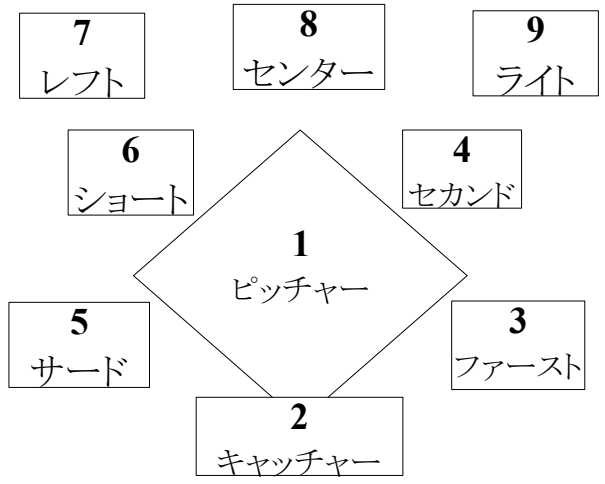 7
レフト
8
センター
9
ライト
6
ショート
4
セカンド
1
ピッチャー
5
サード
3
ファースト
2
キャッチャー